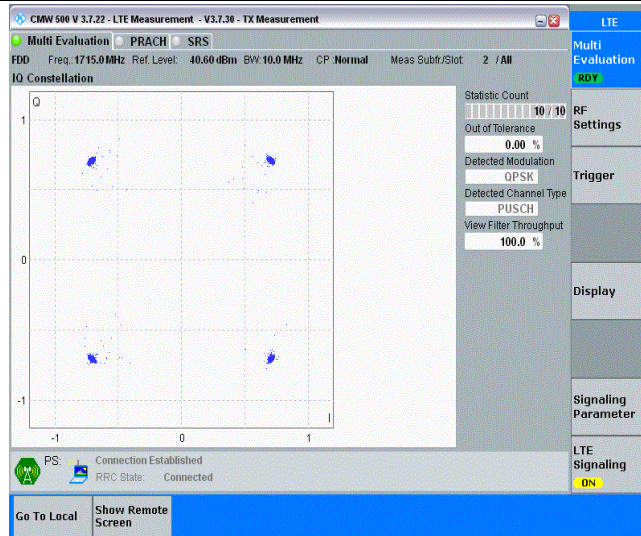 CMW 500 V 3.7.22 - LTE Measurement - V3.7.30 - TX Measurement
LTE
Multi Evaluation PRACH SRS
FDD Freq.:1715.0 MHz Ref. Level: 40.60 dBm BW:10.0 MHz CP :Normal Meas Subfr./Slot: 2 / All
IQ Constellation
Q
1
0
-1
-1 0 1
I
Statistic Count
10 / 10
Out of Tolerance
0.00 %
Detected Modulation
QPSK
Detected Channel Type
PUSCH
View Filter Throughput
100.0 %
Multi
Evaluation
RDY
RF
Settings
Trigger
Display
Signaling
Parameter
LTE
Signaling
ON
PS: Connection Established
RRC State: Connected
Go To Local
Show Remote
Screen